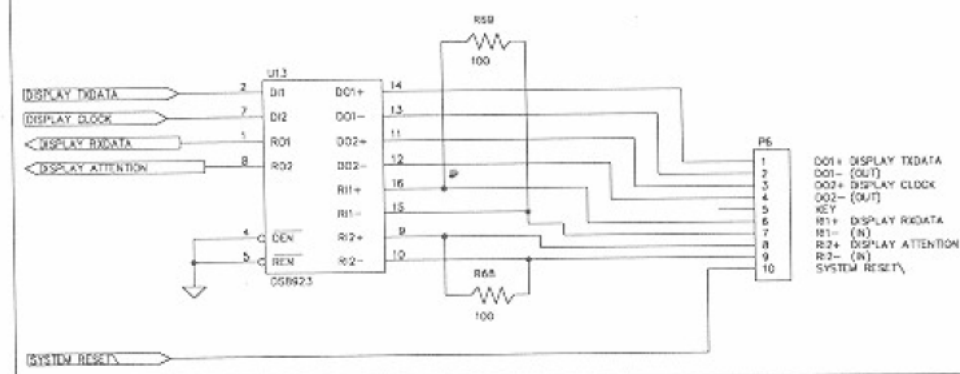 R69
100
U13
DISPLAY TXDATA 2 DI1 DO1+ 14
DISPLAY CLOCK 7 DI2 DO1- 13
DISPLAY RXDATA 1 RO1 DO2+ 11
DISPLAY ATTENTION 8 RO2 DO2- 12
RI1+ 16
RI1- 15
4 DEN RI2+ 9
5 REN RI2- 10
DS8923
R68
100
P6
1 DO1+ DISPLAY TXDATA
2 DO1- (OUT)
3 DO2+ DISPLAY CLOCK
4 DO2- (OUT)
5 KEY
6 RI1+ DISPLAY RXDATA
7 RI1- (IN)
8 RI2+ DISPLAY ATTENTION
9 RI2- (IN)
10 SYSTEM RESET\
SYSTEM RESET\